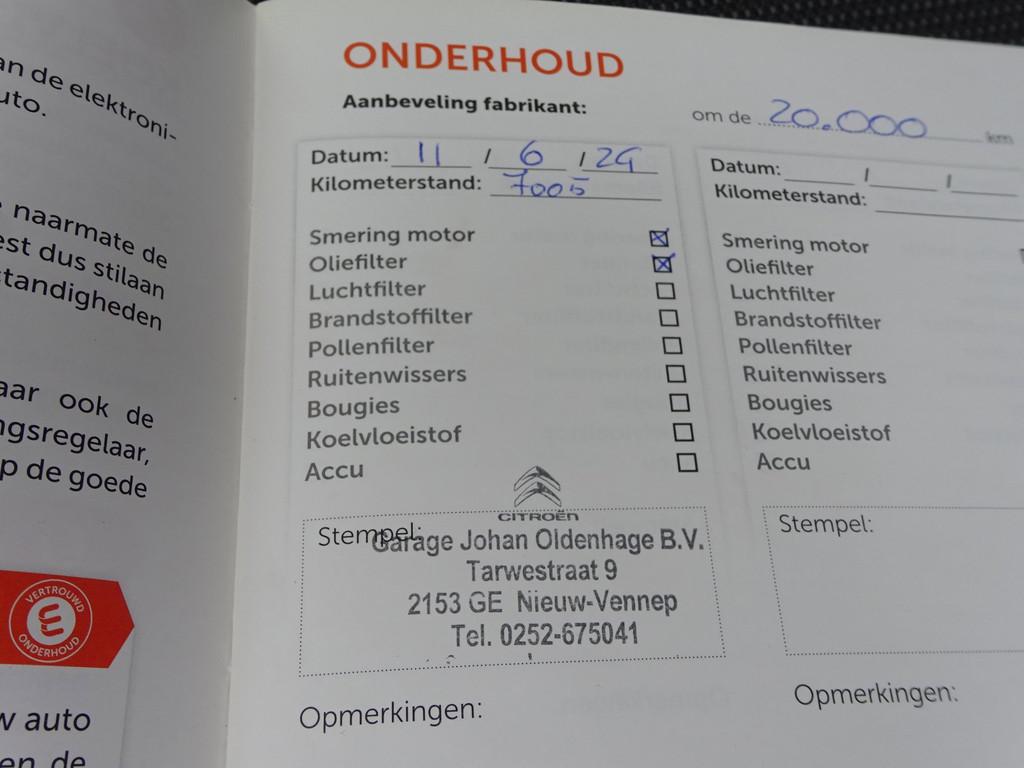 an de elektroni-
uto.
naarmate de
est dus stilaan
tandigheden
aar ook de
ngsregelaar,
p de goede
VERTROUWD
ONDERHOUD
w auto
en de
ONDERHOUD
Aanbeveling fabrikant:
om de 20.000 km
Datum: 11 / 6 / 24
Kilometerstand: 7005
Smering motor
Oliefilter
Luchtfilter
Brandstoffilter
Pollenfilter
Ruitenwissers
Bougies
Koelvloeistof
Accu
CITROËN
Stempel:
Garage Johan Oldenhage B.V.
Tarwestraat 9
2153 GE Nieuw-Vennep
Tel. 0252-675041
Opmerkingen:
Datum: / /
Kilometerstand:
Smering motor
Oliefilter
Luchtfilter
Brandstoffilter
Pollenfilter
Ruitenwissers
Bougies
Koelvloeistof
Accu
Stempel:
Opmerkingen: